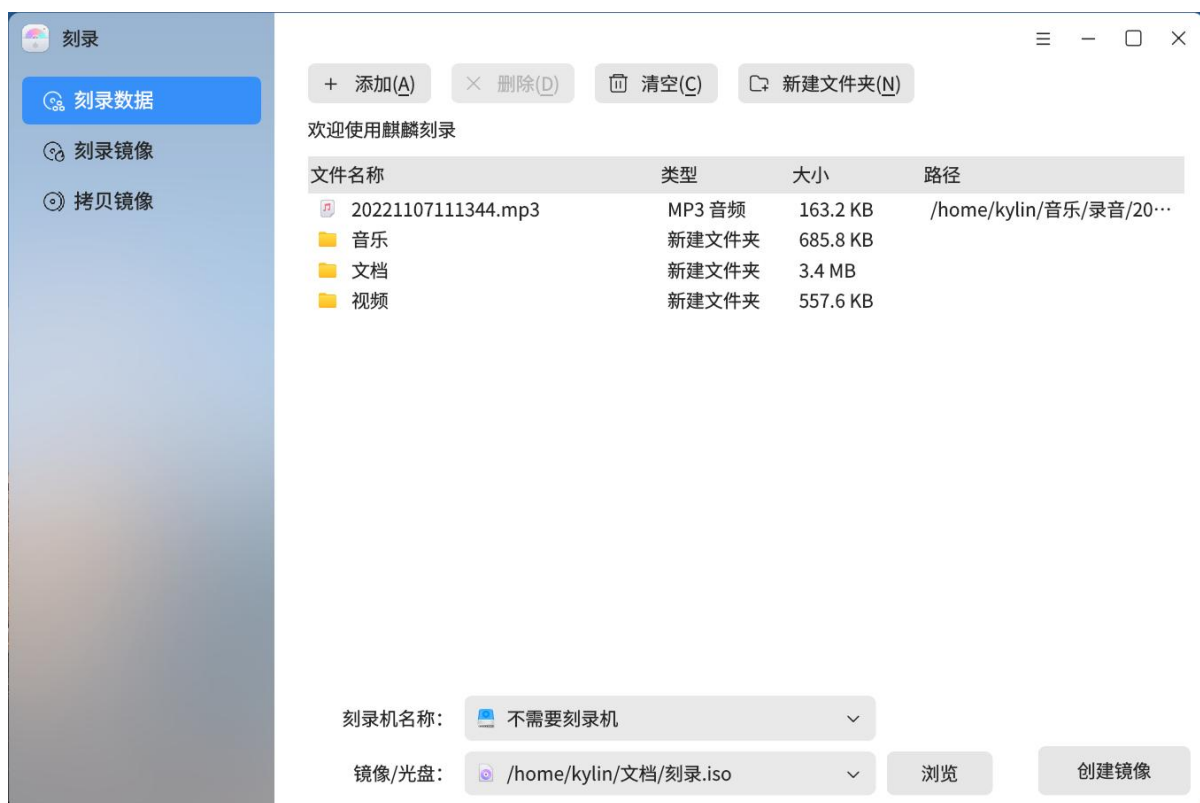 刻录
刻录数据
刻录镜像
拷贝镜像
添加(A) 删除(D) 清空(C) 新建文件夹(N)
欢迎使用麒麟刻录
文件名称 类型 大小 路径
20221107111344.mp3 MP3 音频 163.2 KB /home/kylin/音乐/录音/20⋯
音乐 新建文件夹 685.8 KB
文档 新建文件夹 3.4 MB
视频 新建文件夹 557.6 KB
刻录机名称： 不需要刻录机
镜像/光盘： /home/kylin/文档/刻录.iso 浏览 创建镜像